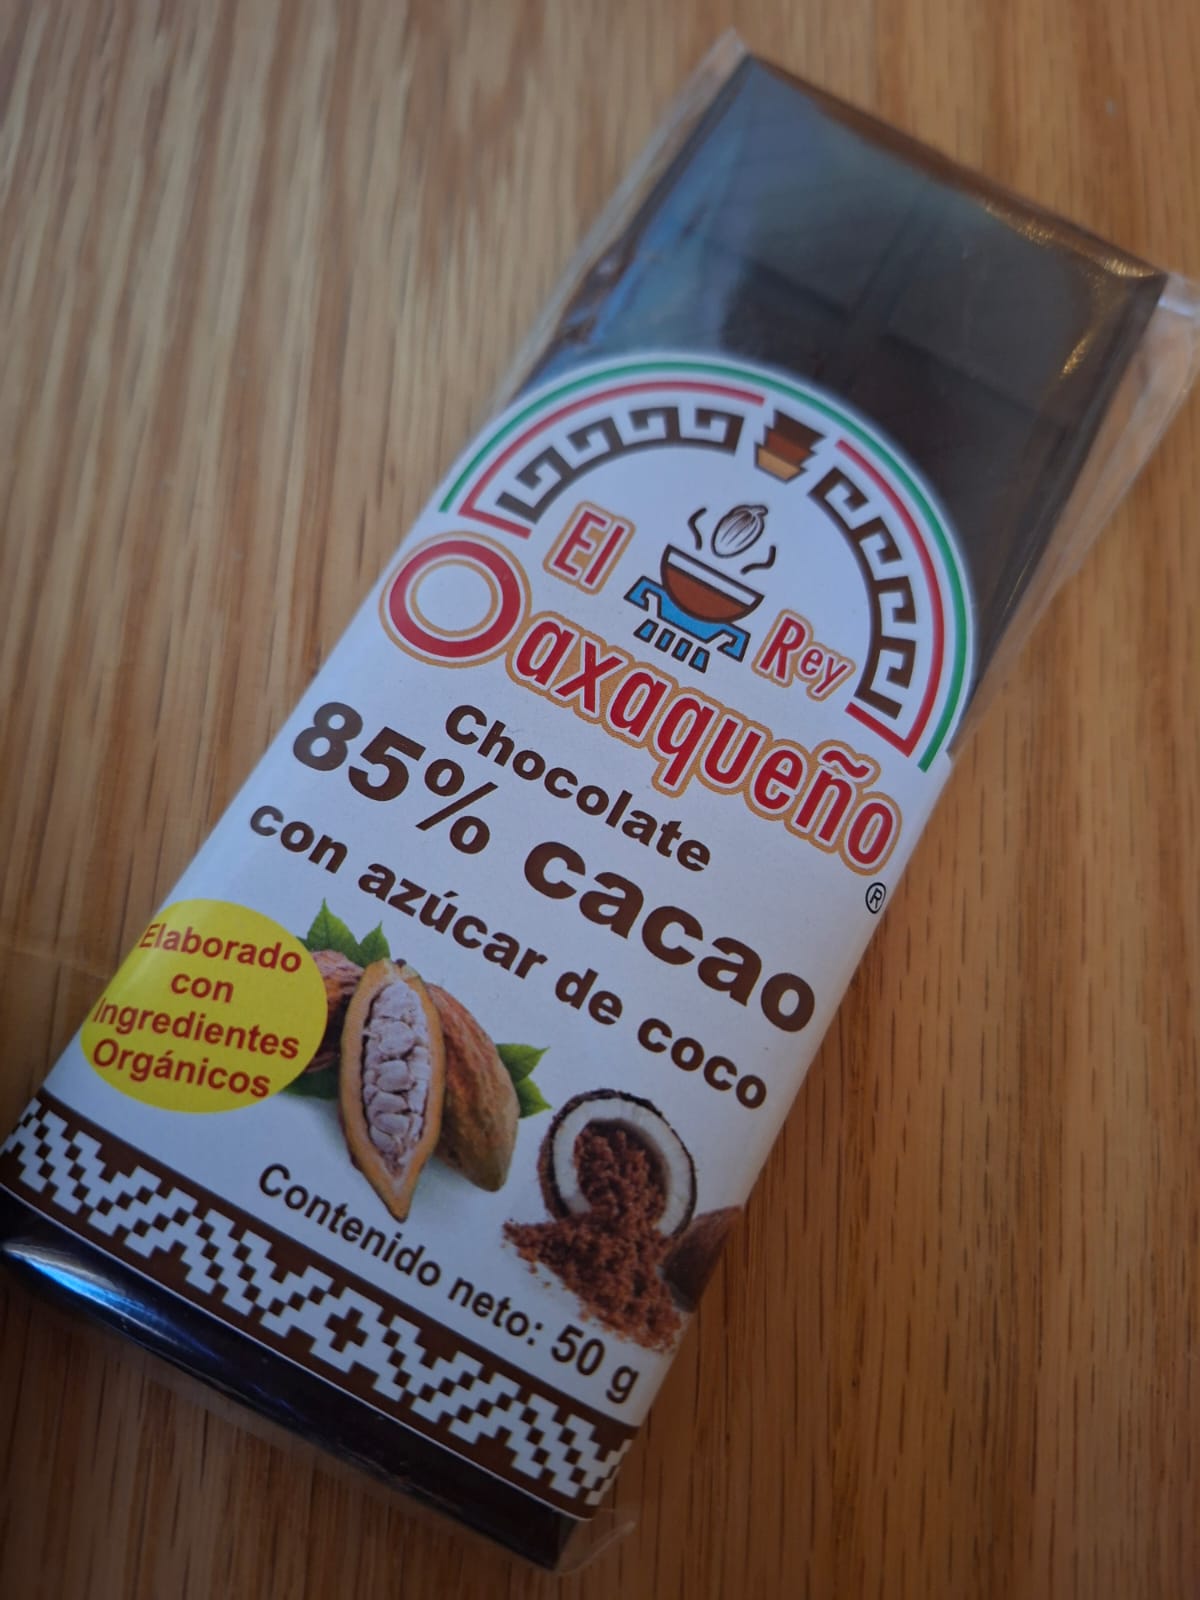 El Rey
Oaxaqueño
®
Chocolate
85% cacao
con azúcar de coco
Elaborado
con
Ingredientes
Orgánicos
Contenido neto: 50 g